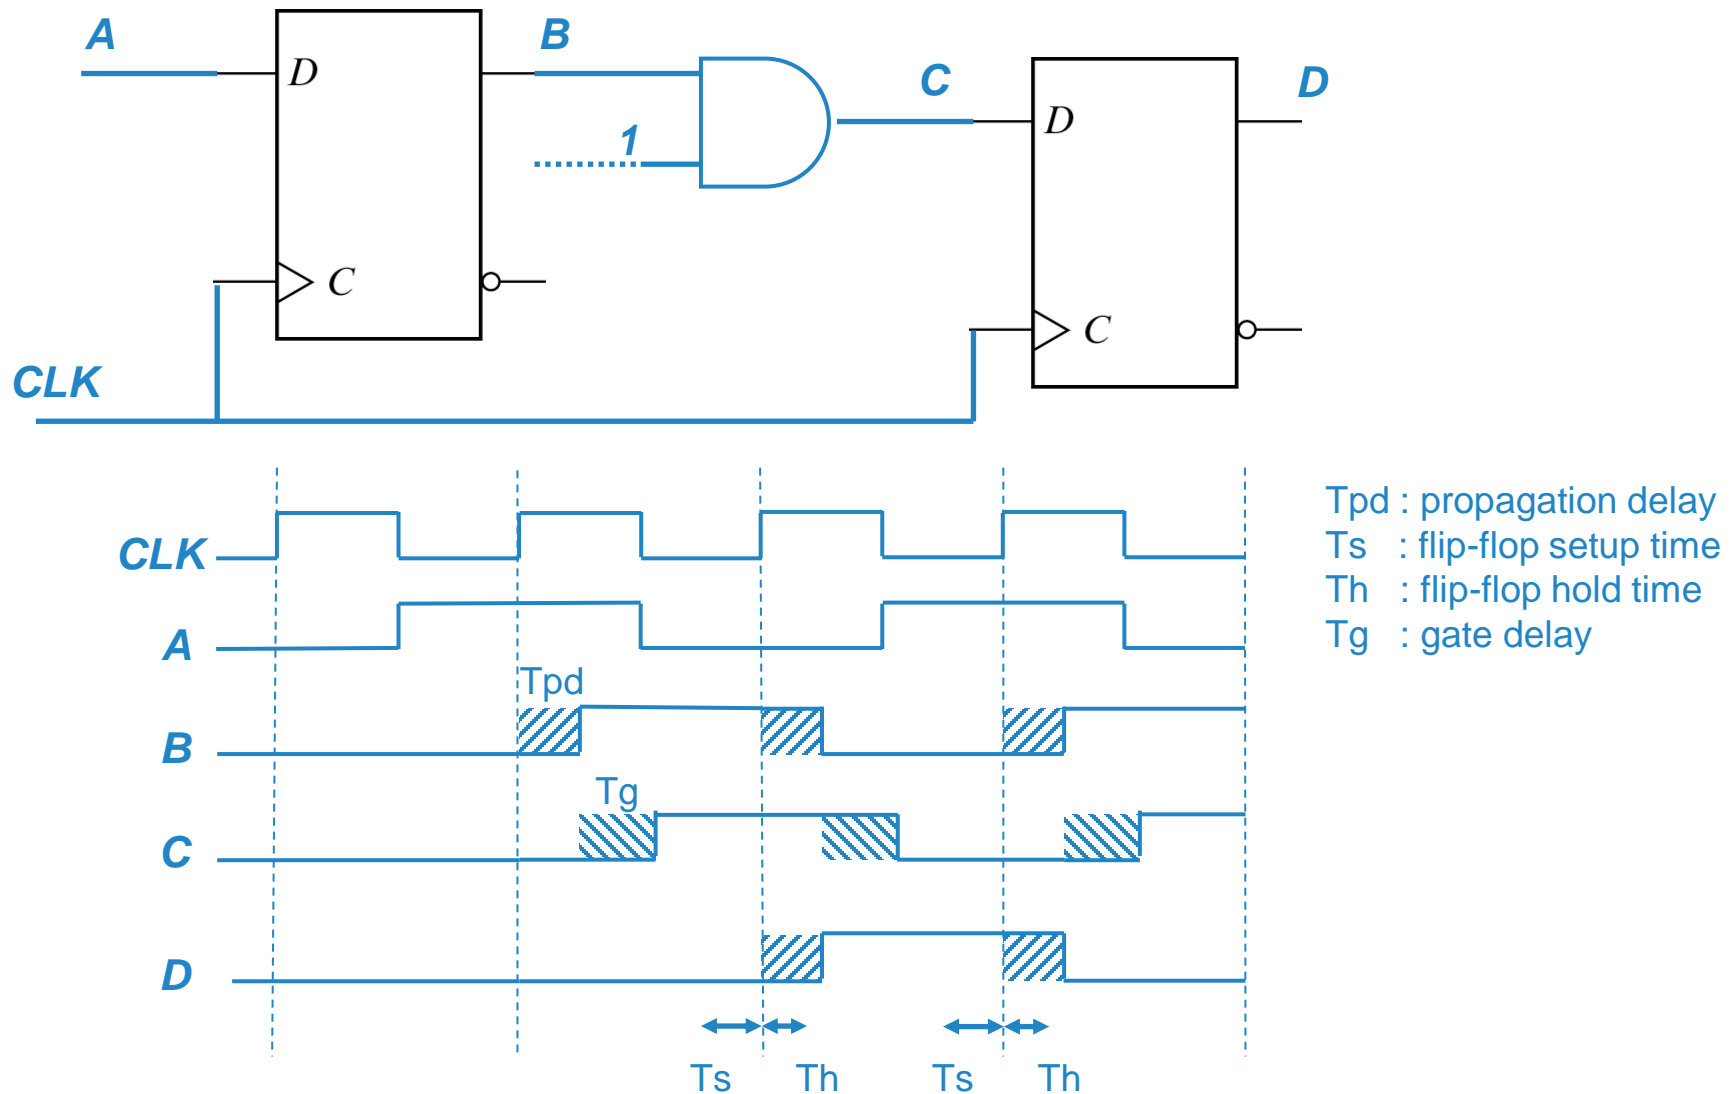 A
B
D
C
D
D
1
C
C
CLK
Tpd : propagation delay
CLK
Ts : flip-flop setup time
Th : flip-flop hold time
A
Tg : gate delay
Tpd
B
Tg
C
D
Ts Th Ts Th